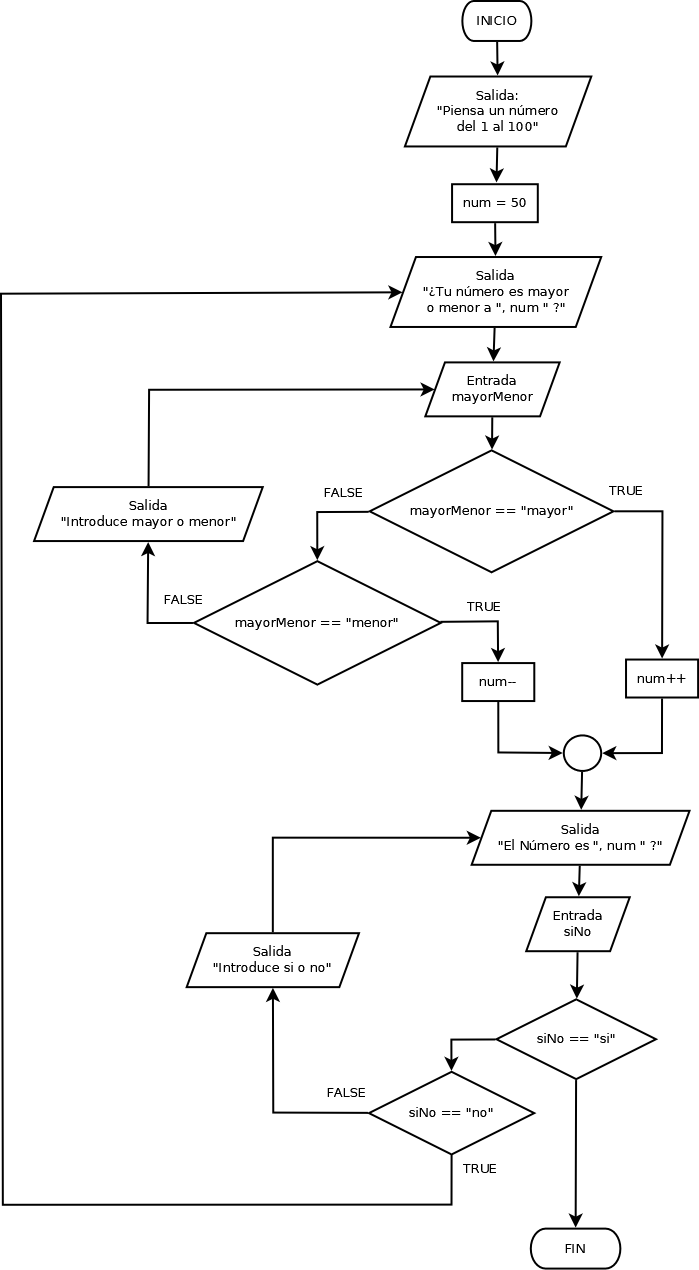 INICIO
Salida:
"Piensa un número
del 1 al 100"
num = 50
Salida
"¿Tu número es mayor
o menor a ", num " ?"
Entrada
mayorMenor
mayorMenor == "mayor"
TRUE
FALSE
Salida
"Introduce mayor o menor"
FALSE
mayorMenor == "menor"
TRUE
num--
num++
Salida
"El Número es ", num " ?"
Entrada
siNo
Salida
"Introduce si o no"
siNo == "si"
FALSE
siNo == "no"
TRUE
FIN